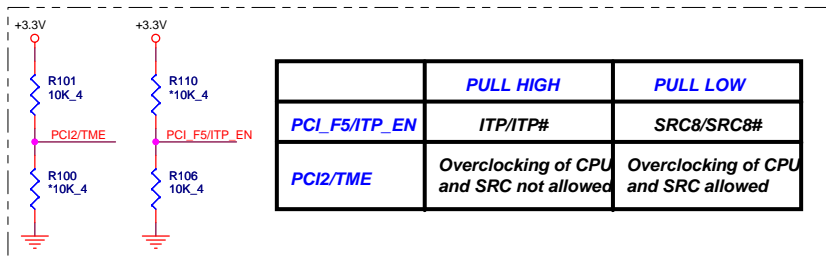 +3.3V
+3.3V
R101
10K_4
R110
*10K_4
PCI2/TME
PCI_F5/ITP_EN
R100
*10K_4
R106
10K_4
PULL HIGH
PULL LOW
PCI_F5/ITP_EN
ITP/ITP#
SRC8/SRC8#
PCI2/TME
Overclocking of CPU
and SRC not allowed
Overclocking of CPU
and SRC allowed